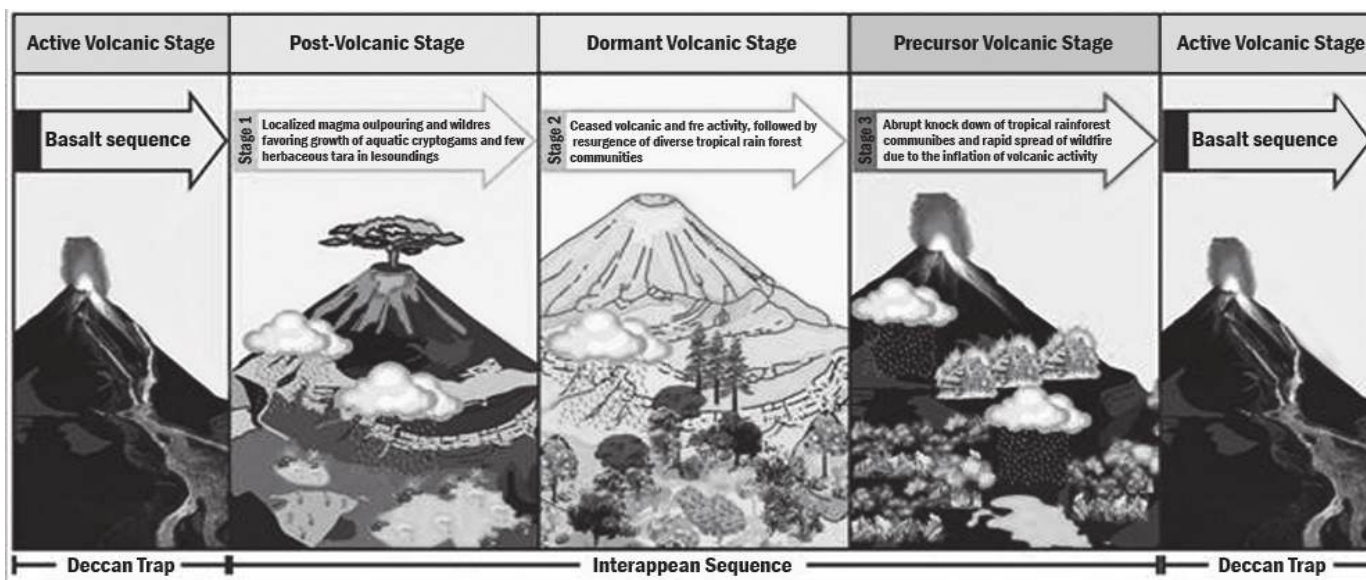 Active Volcanic Stage
Post-Volcanic Stage
Dormant Volcanic Stage
Precursor Volcanic Stage
Active Volcanic Stage
Basalt sequence
Stage 1
Localized magma oulpouring and wildres
favoring growth of aquatic cryptogams and few
herbaceous tara in lesoundings
Stage 2
Ceased volcanic and fre activity, followed by
resurgence of diverse tropical rain forest
communities
Stage 3
Abrupt knock down of tropical rainforest
communibes and rapid spread of wildfire
due to the inflation of volcanic activity
Basalt sequence
Deccan Trap
Interappean Sequence
Deccan Trap